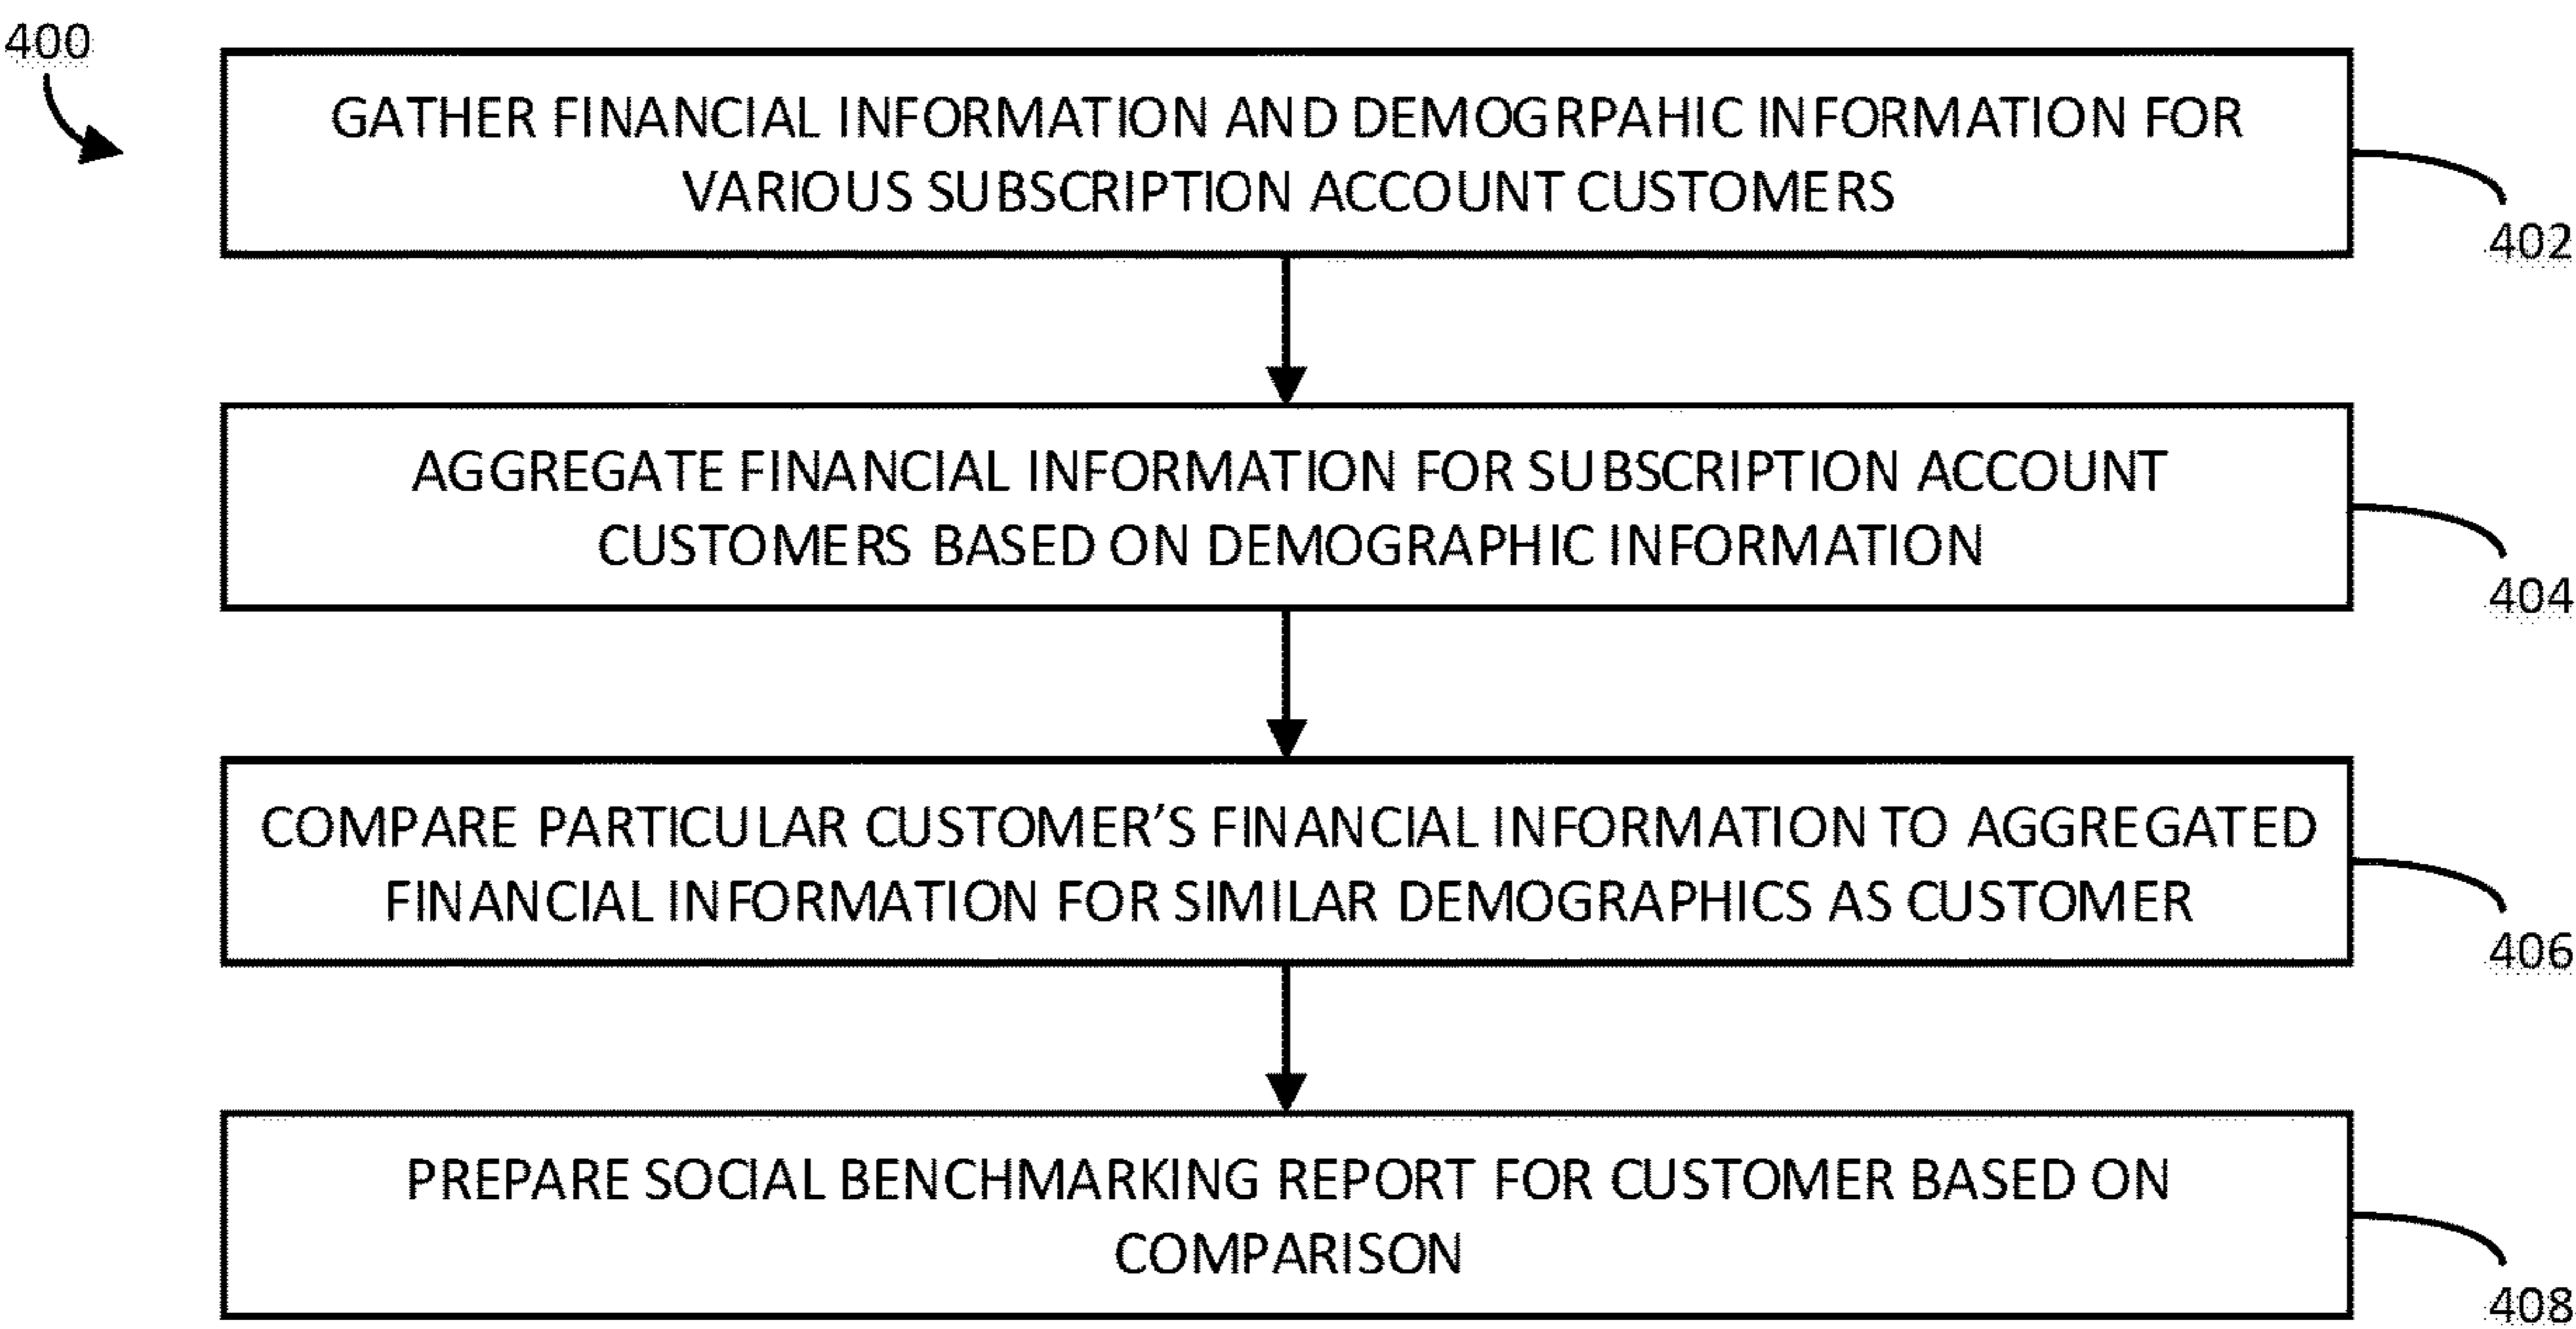 400
GATHER FINANCIAL INFORMATION AND DEMOGRPAHIC INFORMATION FOR
VARIOUS SUBSCRIPTION ACCOUNT CUSTOMERS
402
AGGREGATE FINANCIAL INFORMATION FOR SUBSCRIPTION ACCOUNT
CUSTOMERS BASED ON DEMOGRAPHIC INFORMATION
404
COMPARE PARTICULAR CUSTOMER’S FINANCIAL INFORMATION TO AGGREGATED
FINANCIAL INFORMATION FOR SIMILAR DEMOGRAPHICS AS CUSTOMER
406
PREPARE SOCIAL BENCHMARKING REPORT FOR CUSTOMER BASED ON
COMPARISON
408